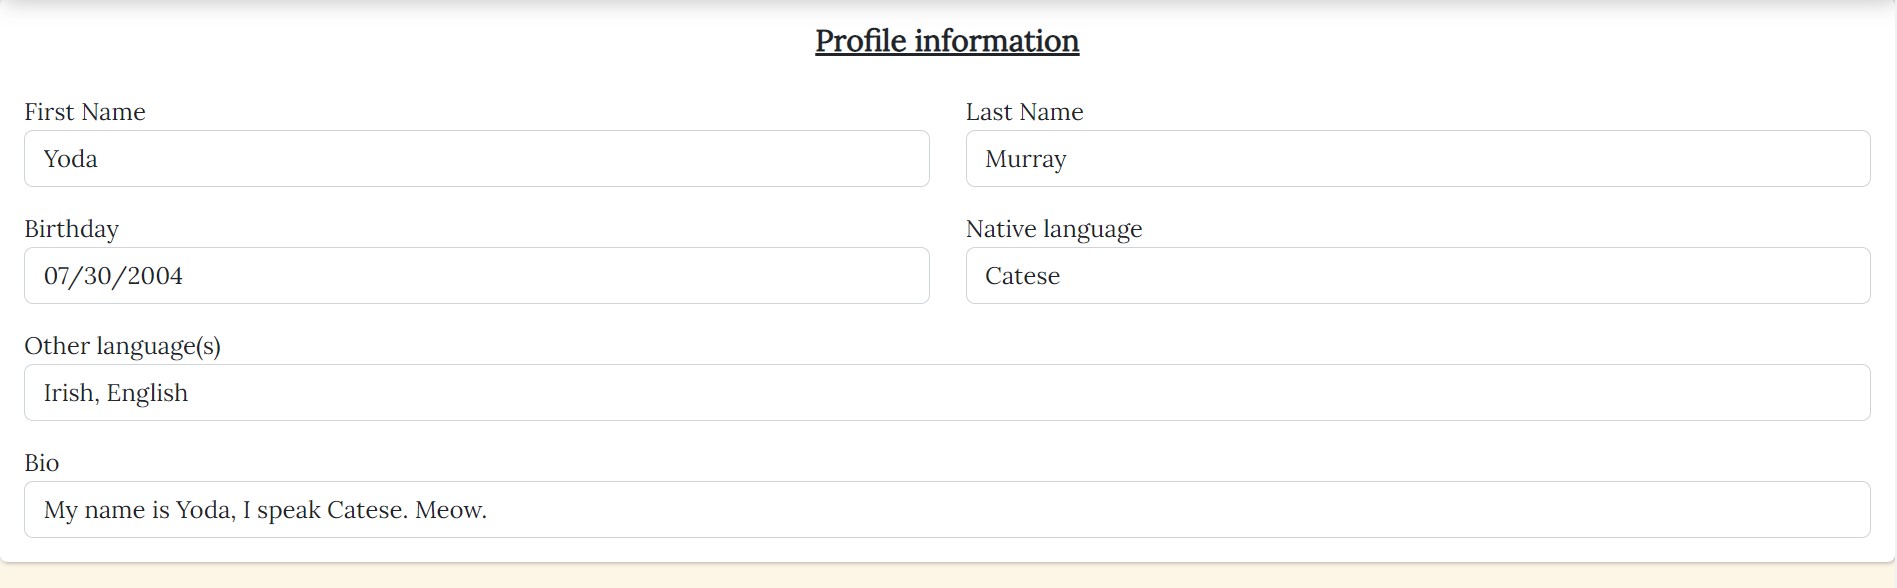 Profile information
First Name
Last Name
Yoda
Murray
Birthday
Native language
07/30/2004
Catese
Other language(s)
Irish, English
Bio
My name is Yoda, I speak Catese. Meow.